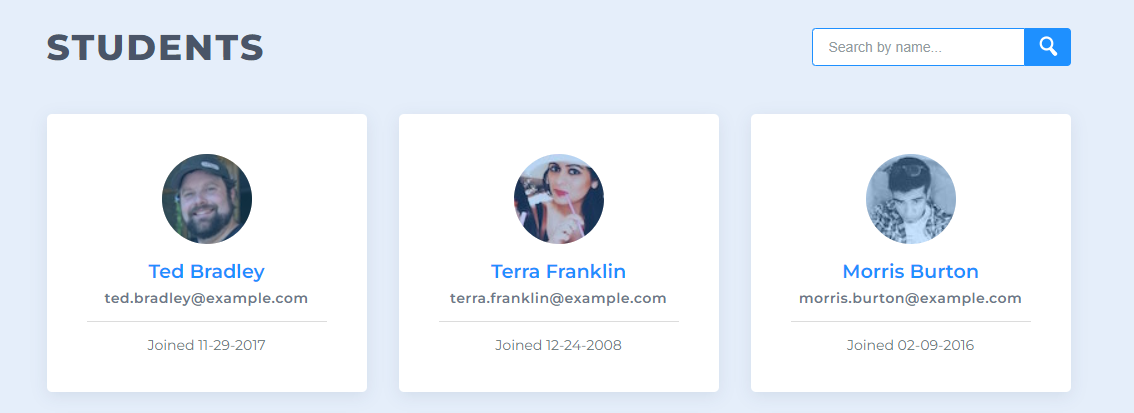 STUDENTS
Search by name...
Ted Bradley
ted.bradley@example.com
Joined 11-29-2017
Terra Franklin
terra.franklin@example.com
Joined 12-24-2008
Morris Burton
morris.burton@example.com
Joined 02-09-2016